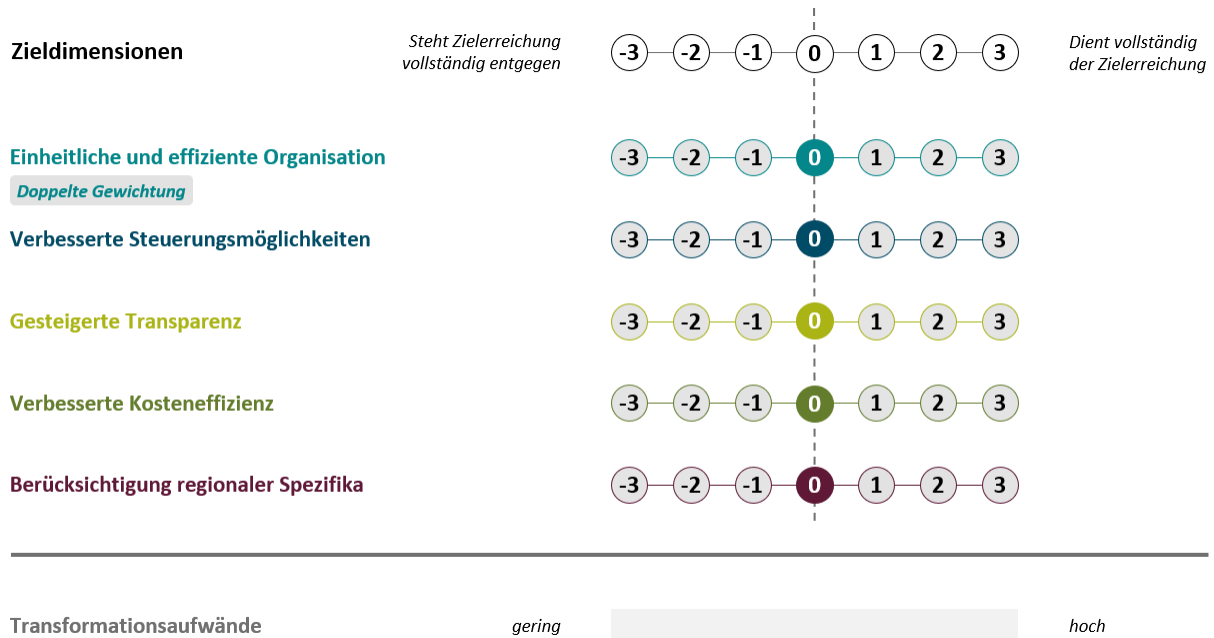 Zieldimensionen
Steht Zielerreichung
vollständig entgegen
-3 -2 -1 0 1 2 3
Dient vollständig
der Zielerreichung
Einheitliche und effiziente Organisation
-3 -2 -1 0 1 2 3
Doppelte Gewichtung
Verbesserte Steuerungsmöglichkeiten
-3 -2 -1 0 1 2 3
Gesteigerte Transparenz
-3 -2 -1 0 1 2 3
Verbesserte Kosteneffizienz
-3 -2 -1 0 1 2 3
Berücksichtigung regionaler Spezifika
-3 -2 -1 0 1 2 3
Transformationsaufwände
gering
hoch